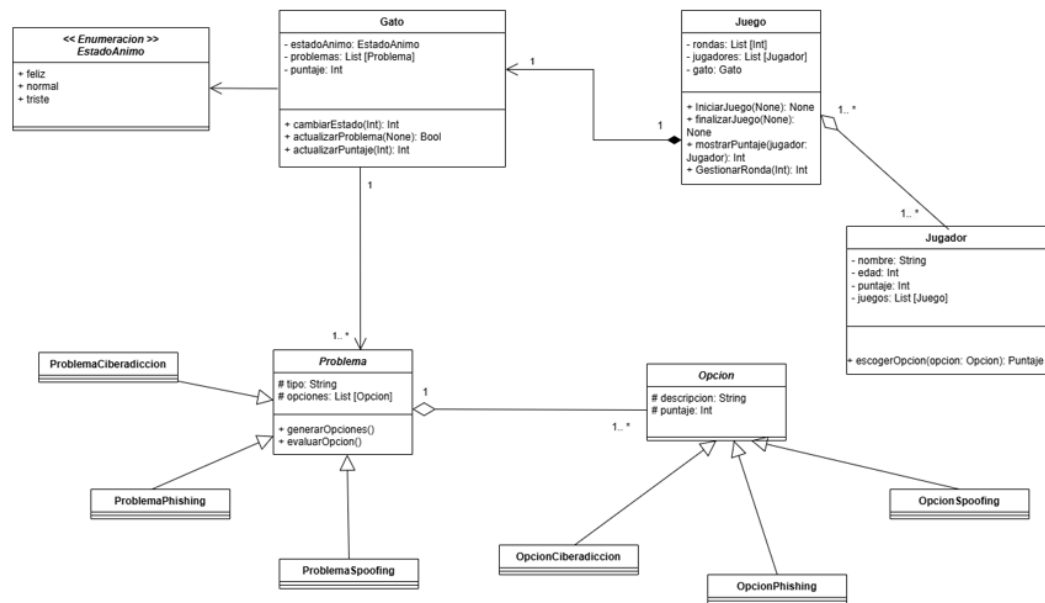 << Enumeracion >>
EstadoAnimo
+ feliz
+ normal
+ triste
Gato
- estadoAnimo: EstadoAnimo
- problemas: List [Problema]
- puntaje: Int
+ cambiarEstado(Int): Int
+ actualizarProblema(None): Bool
+ actualizarPuntaje(Int): Int
Juego
- rondas: List [Int]
- jugadores: List [Jugador]
- gato: Gato
+ IniciarJuego(None): None
+ finalizarJuego(None):
None
+ mostrarPuntaje(jugador:
Jugador): Int
+ GestionarRonda(Int): Int
1
1
1.. *
1.. *
1
1.. *
Jugador
- nombre: String
- edad: Int
- puntaje: Int
- juegos: List [Juego]
+ escogerOpcion(opcion: Opcion): Puntaje
ProblemaCiberadiccion
Problema
# tipo: String
# opciones: List [Opcion]
+ generarOpciones()
+ evaluarOpcion()
1
1.. *
Opcion
# descripcion: String
# puntaje: Int
ProblemaPhishing
OpcionSpoofing
ProblemaSpoofing
OpcionCiberadiccion
OpcionPhishing